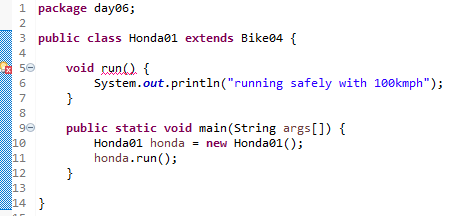 1 package day06;
2
3 public class Honda01 extends Bike04 {
4
5 void run() {
6 System.out.println("running safely with 100kmph");
7 }
8
9 public static void main(String args[]) {
10 Honda01 honda = new Honda01();
11 honda.run();
12 }
13
14 }